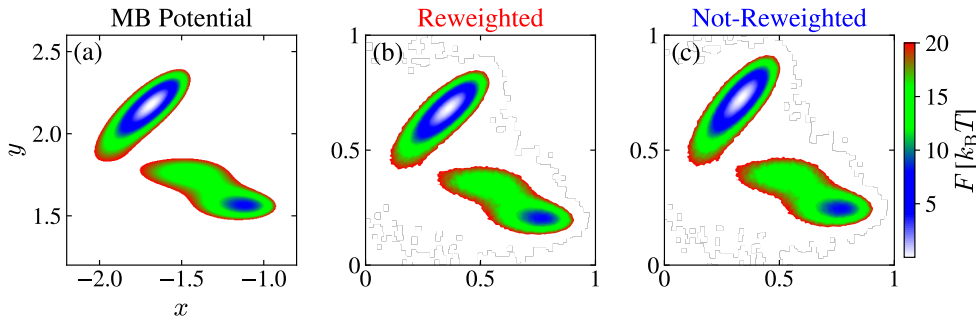 MB Potential
Reweighted
Not-Reweighted
(a)
(b)
(c)
2.5
2.0
1.5
y
−2.0
−1.5
−1.0
x
1
0.5
0
0
0.5
1
1
0.5
0
0
0.5
1
20
15
10
5
F [k_B T]